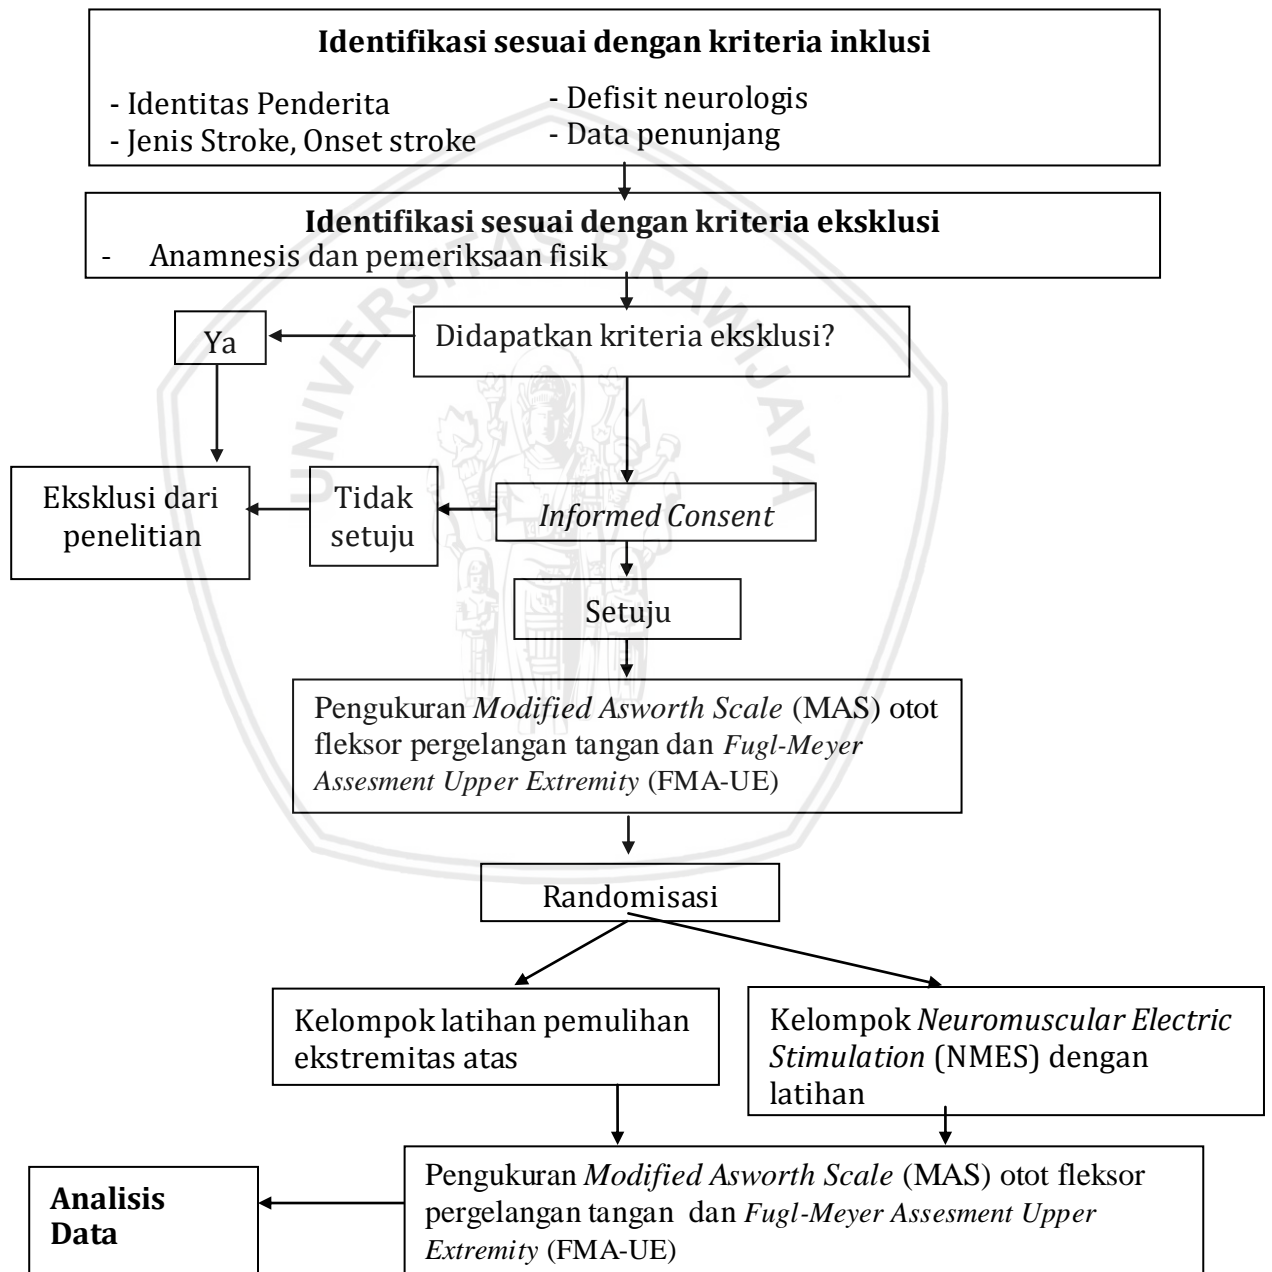 Identifikasi sesuai dengan kriteria inklusi
- Identitas Penderita
- Jenis Stroke, Onset stroke
- Defisit neurologis
- Data penunjang
Identifikasi sesuai dengan kriteria eksklusi
- Anamnesis dan pemeriksaan fisik
Ya
Didapatkan kriteria eksklusi?
Eksklusi dari
penelitian
Tidak
setuju
Informed Consent
Setuju
Pengukuran Modified Asworth Scale (MAS) otot
fleksor pergelangan tangan dan Fugl-Meyer
Assesment Upper Extremity (FMA-UE)
Randomisasi
Kelompok latihan pemulihan
ekstremitas atas
Kelompok Neuromuscular Electric
Stimulation (NMES) dengan
latihan
Pengukuran Modified Asworth Scale (MAS) otot fleksor
pergelangan tangan dan Fugl-Meyer Assesment Upper
Extremity (FMA-UE)
Analisis
Data
UNIVERSITAS BRAWIJAYA